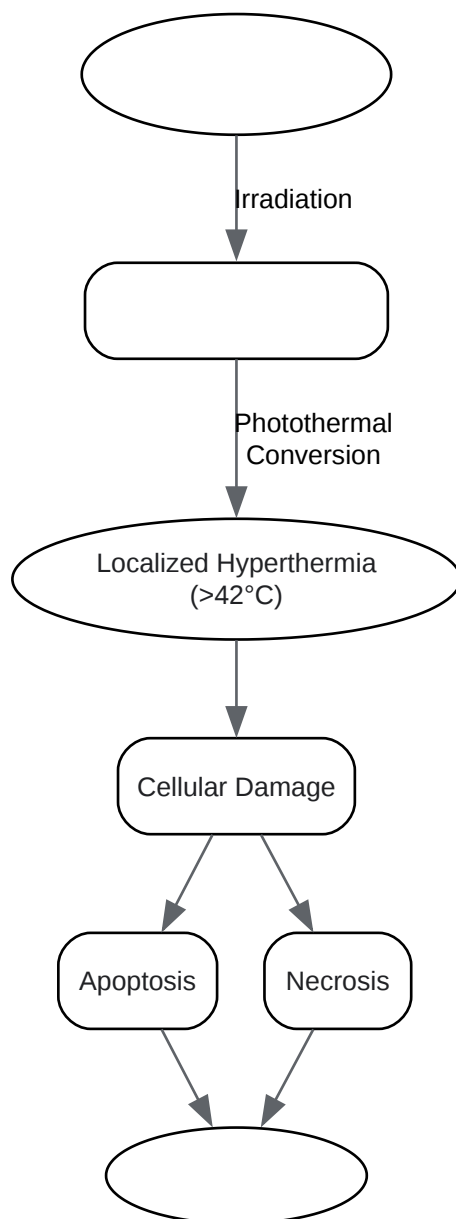 Irradiation
Photothermal
Conversion
Localized Hyperthermia
(>42°C)
Cellular Damage
Apoptosis
Necrosis